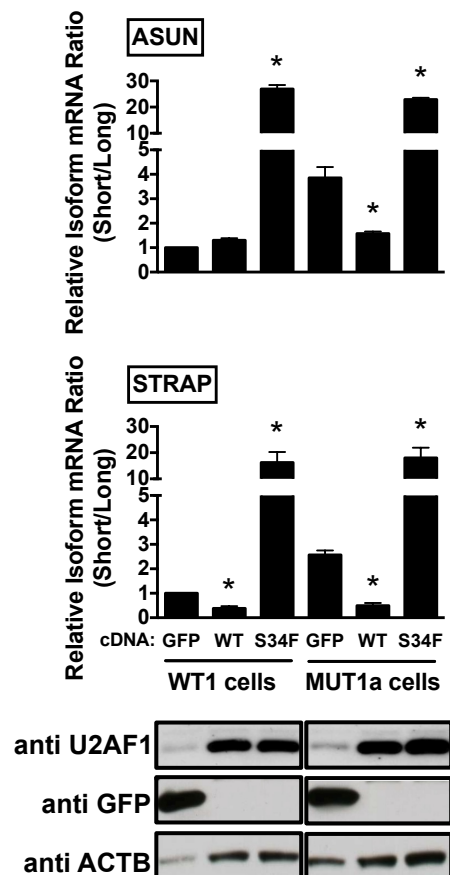 ASUN
Relative Isoform mRNA Ratio
(Short/Long)
30
20
10
5
4
3
2
1
0
* * *
STRAP
Relative Isoform mRNA Ratio
(Short/Long)
30
20
10
5
4
3
2
1
0
* * * *
cDNA: GFP WT S34F GFP WT S34F
WT1 cells MUT1a cells
anti U2AF1
anti GFP
anti ACTB